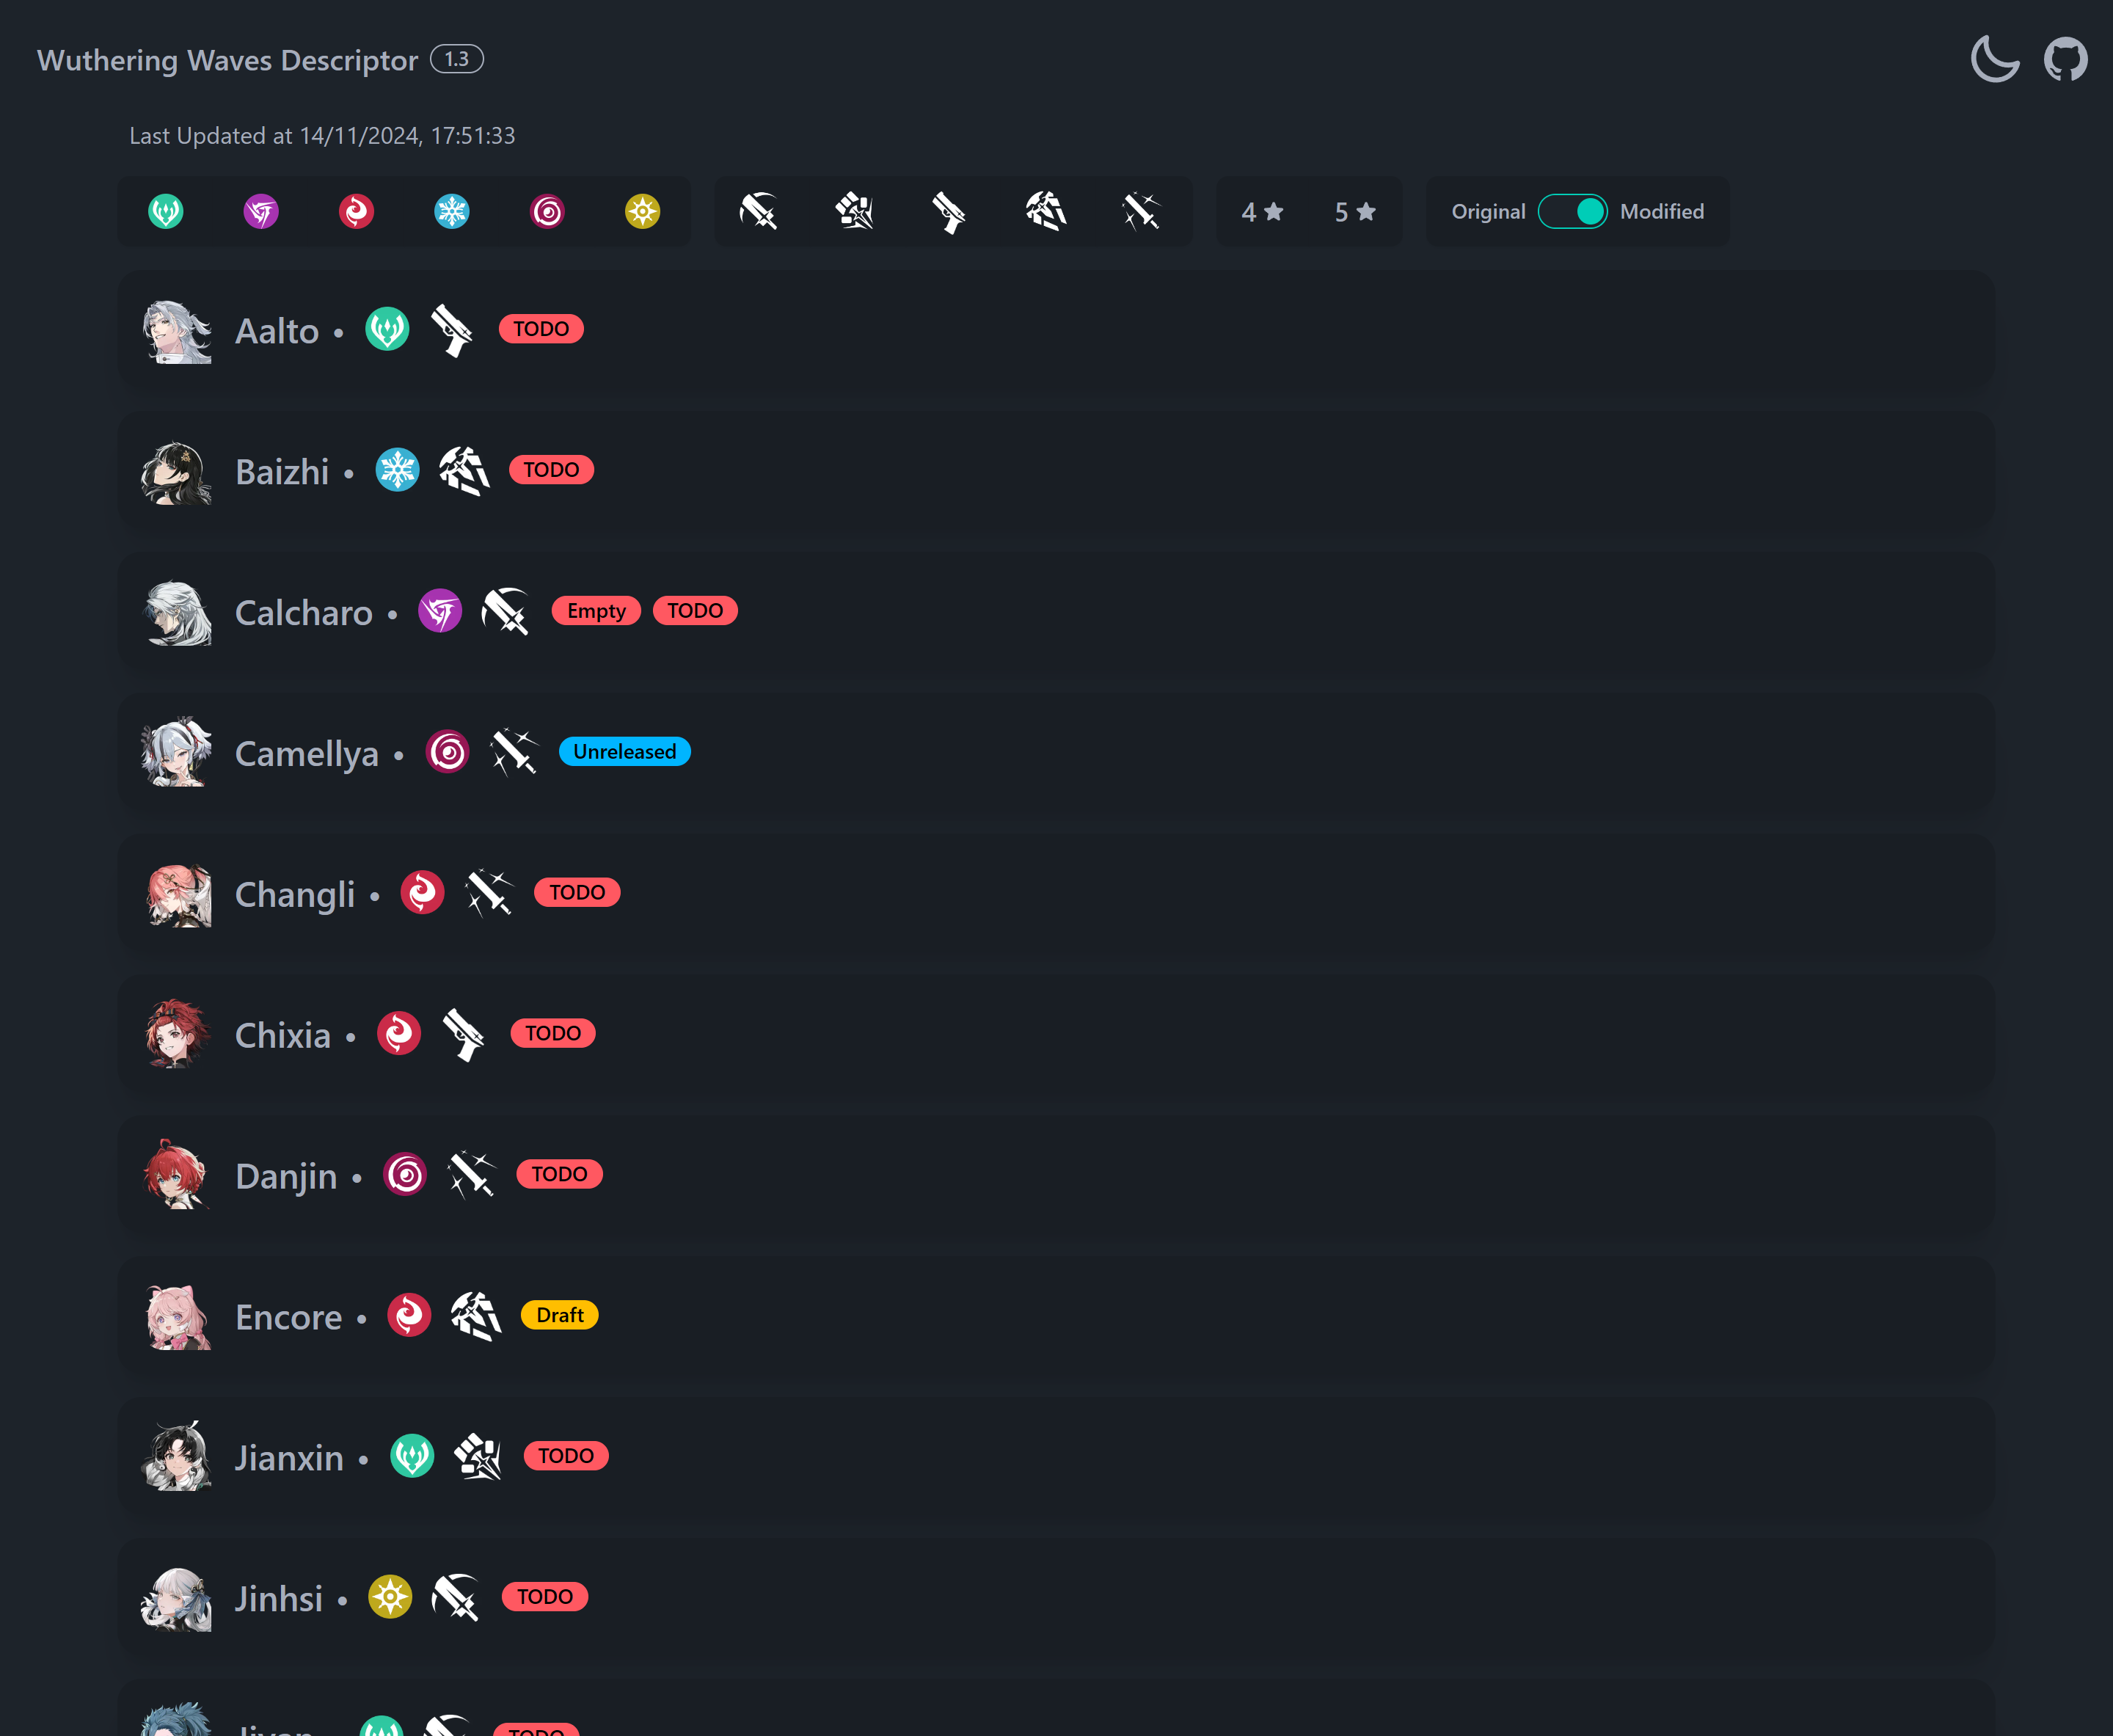 Wuthering Waves Descriptor 1.3
Last Updated at 14/11/2024, 17:51:33
4 ★ 5 ★ Original Modified
Aalto • TODO
Baizhi • TODO
Calcharo • Empty TODO
Camellya • Unreleased
Changli • TODO
Chixia • TODO
Danjin • TODO
Encore • Draft
Jianxin • TODO
Jinhsi • TODO
Jiyan TODO